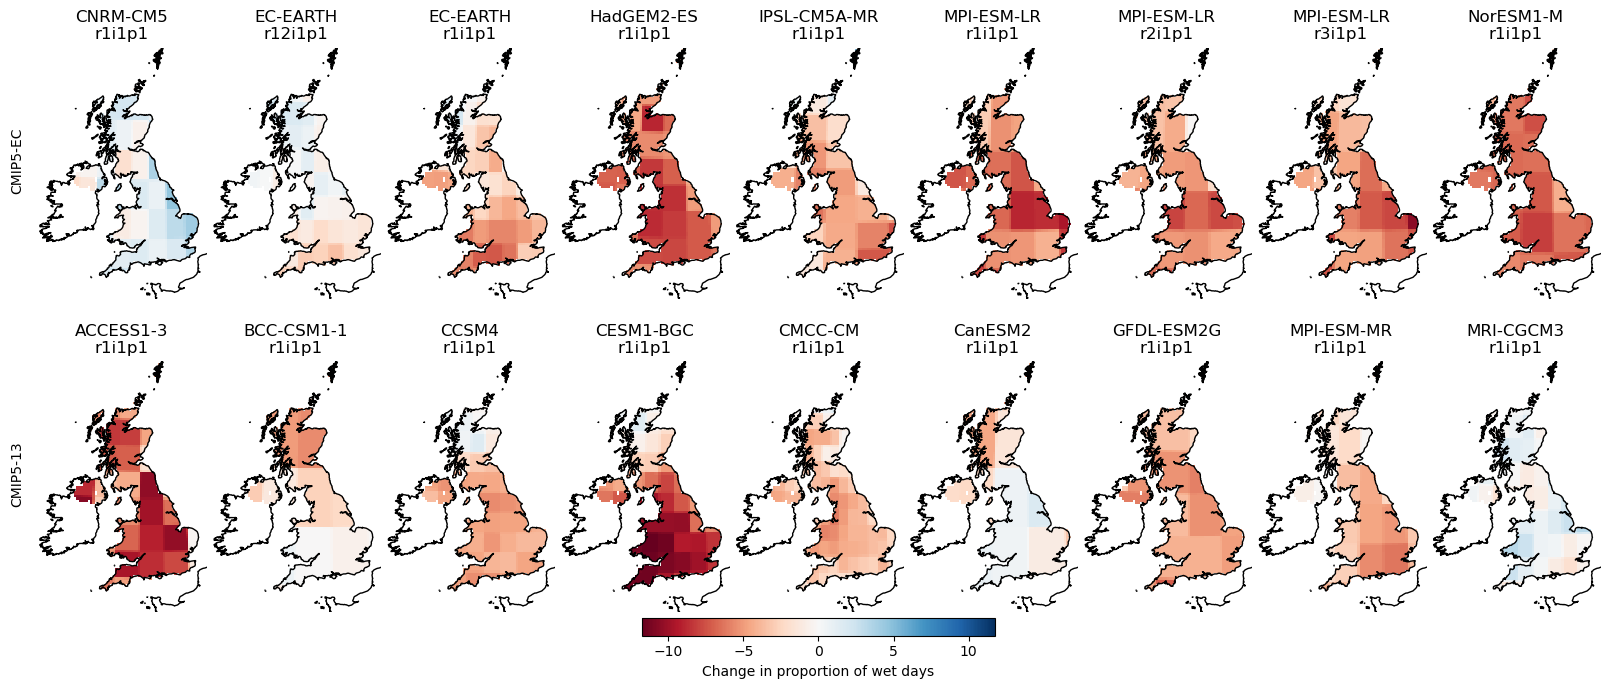 CNRM-CM5 EC-EARTH EC-EARTH HadGEM2-ES IPSL-CM5A-MR MPI-ESM-LR MPI-ESM-LR MPI-ESM-LR NorESM1-M
r1i1p1 r12i1p1 r1i1p1 r1i1p1 r1i1p1 r1i1p1 r2i1p1 r3i1p1 r1i1p1
CMIP5-EC
ACCESS1-3 BCC-CSM1-1 CCSM4 CESM1-BGC CMCC-CM CanESM2 GFDL-ESM2G MPI-ESM-MR MRI-CGCM3
r1i1p1 r1i1p1 r1i1p1 r1i1p1 r1i1p1 r1i1p1 r1i1p1 r1i1p1 r1i1p1
CMIP5-13
−10 −5 0 5 10
Change in proportion of wet days